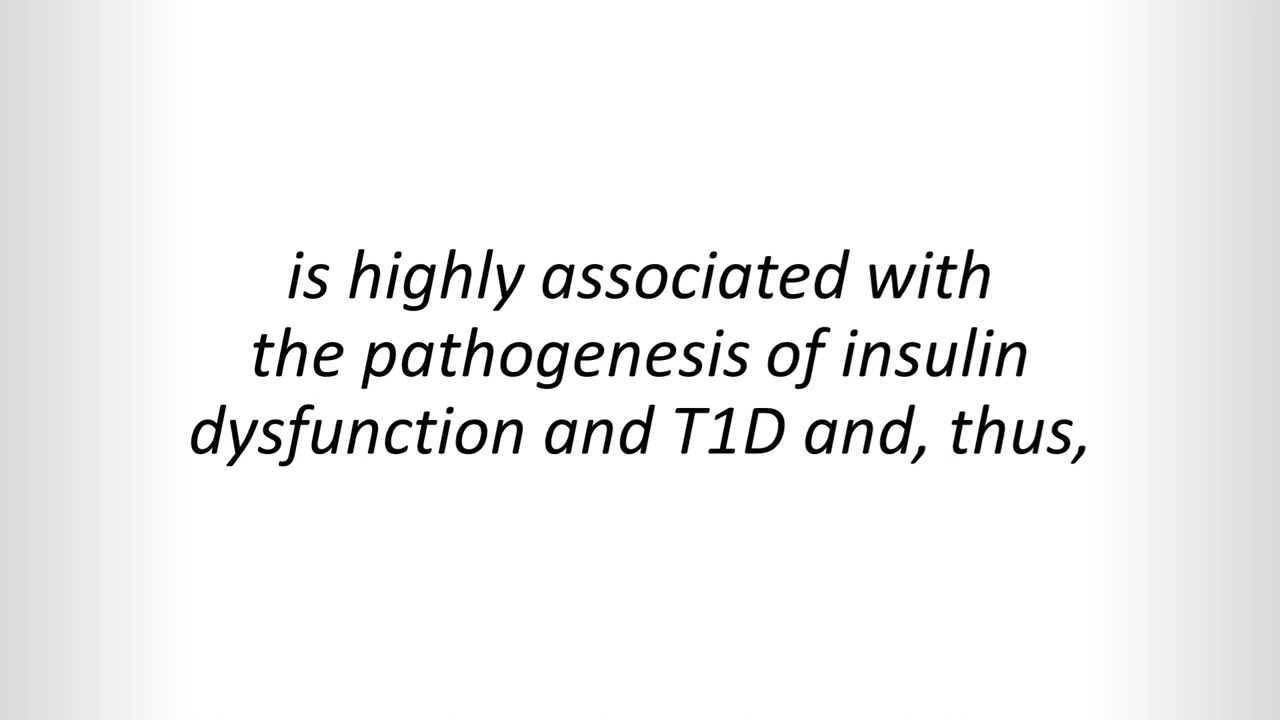 is highly associated with
the pathogenesis of insulin
dysfunction and T1D and, thus,